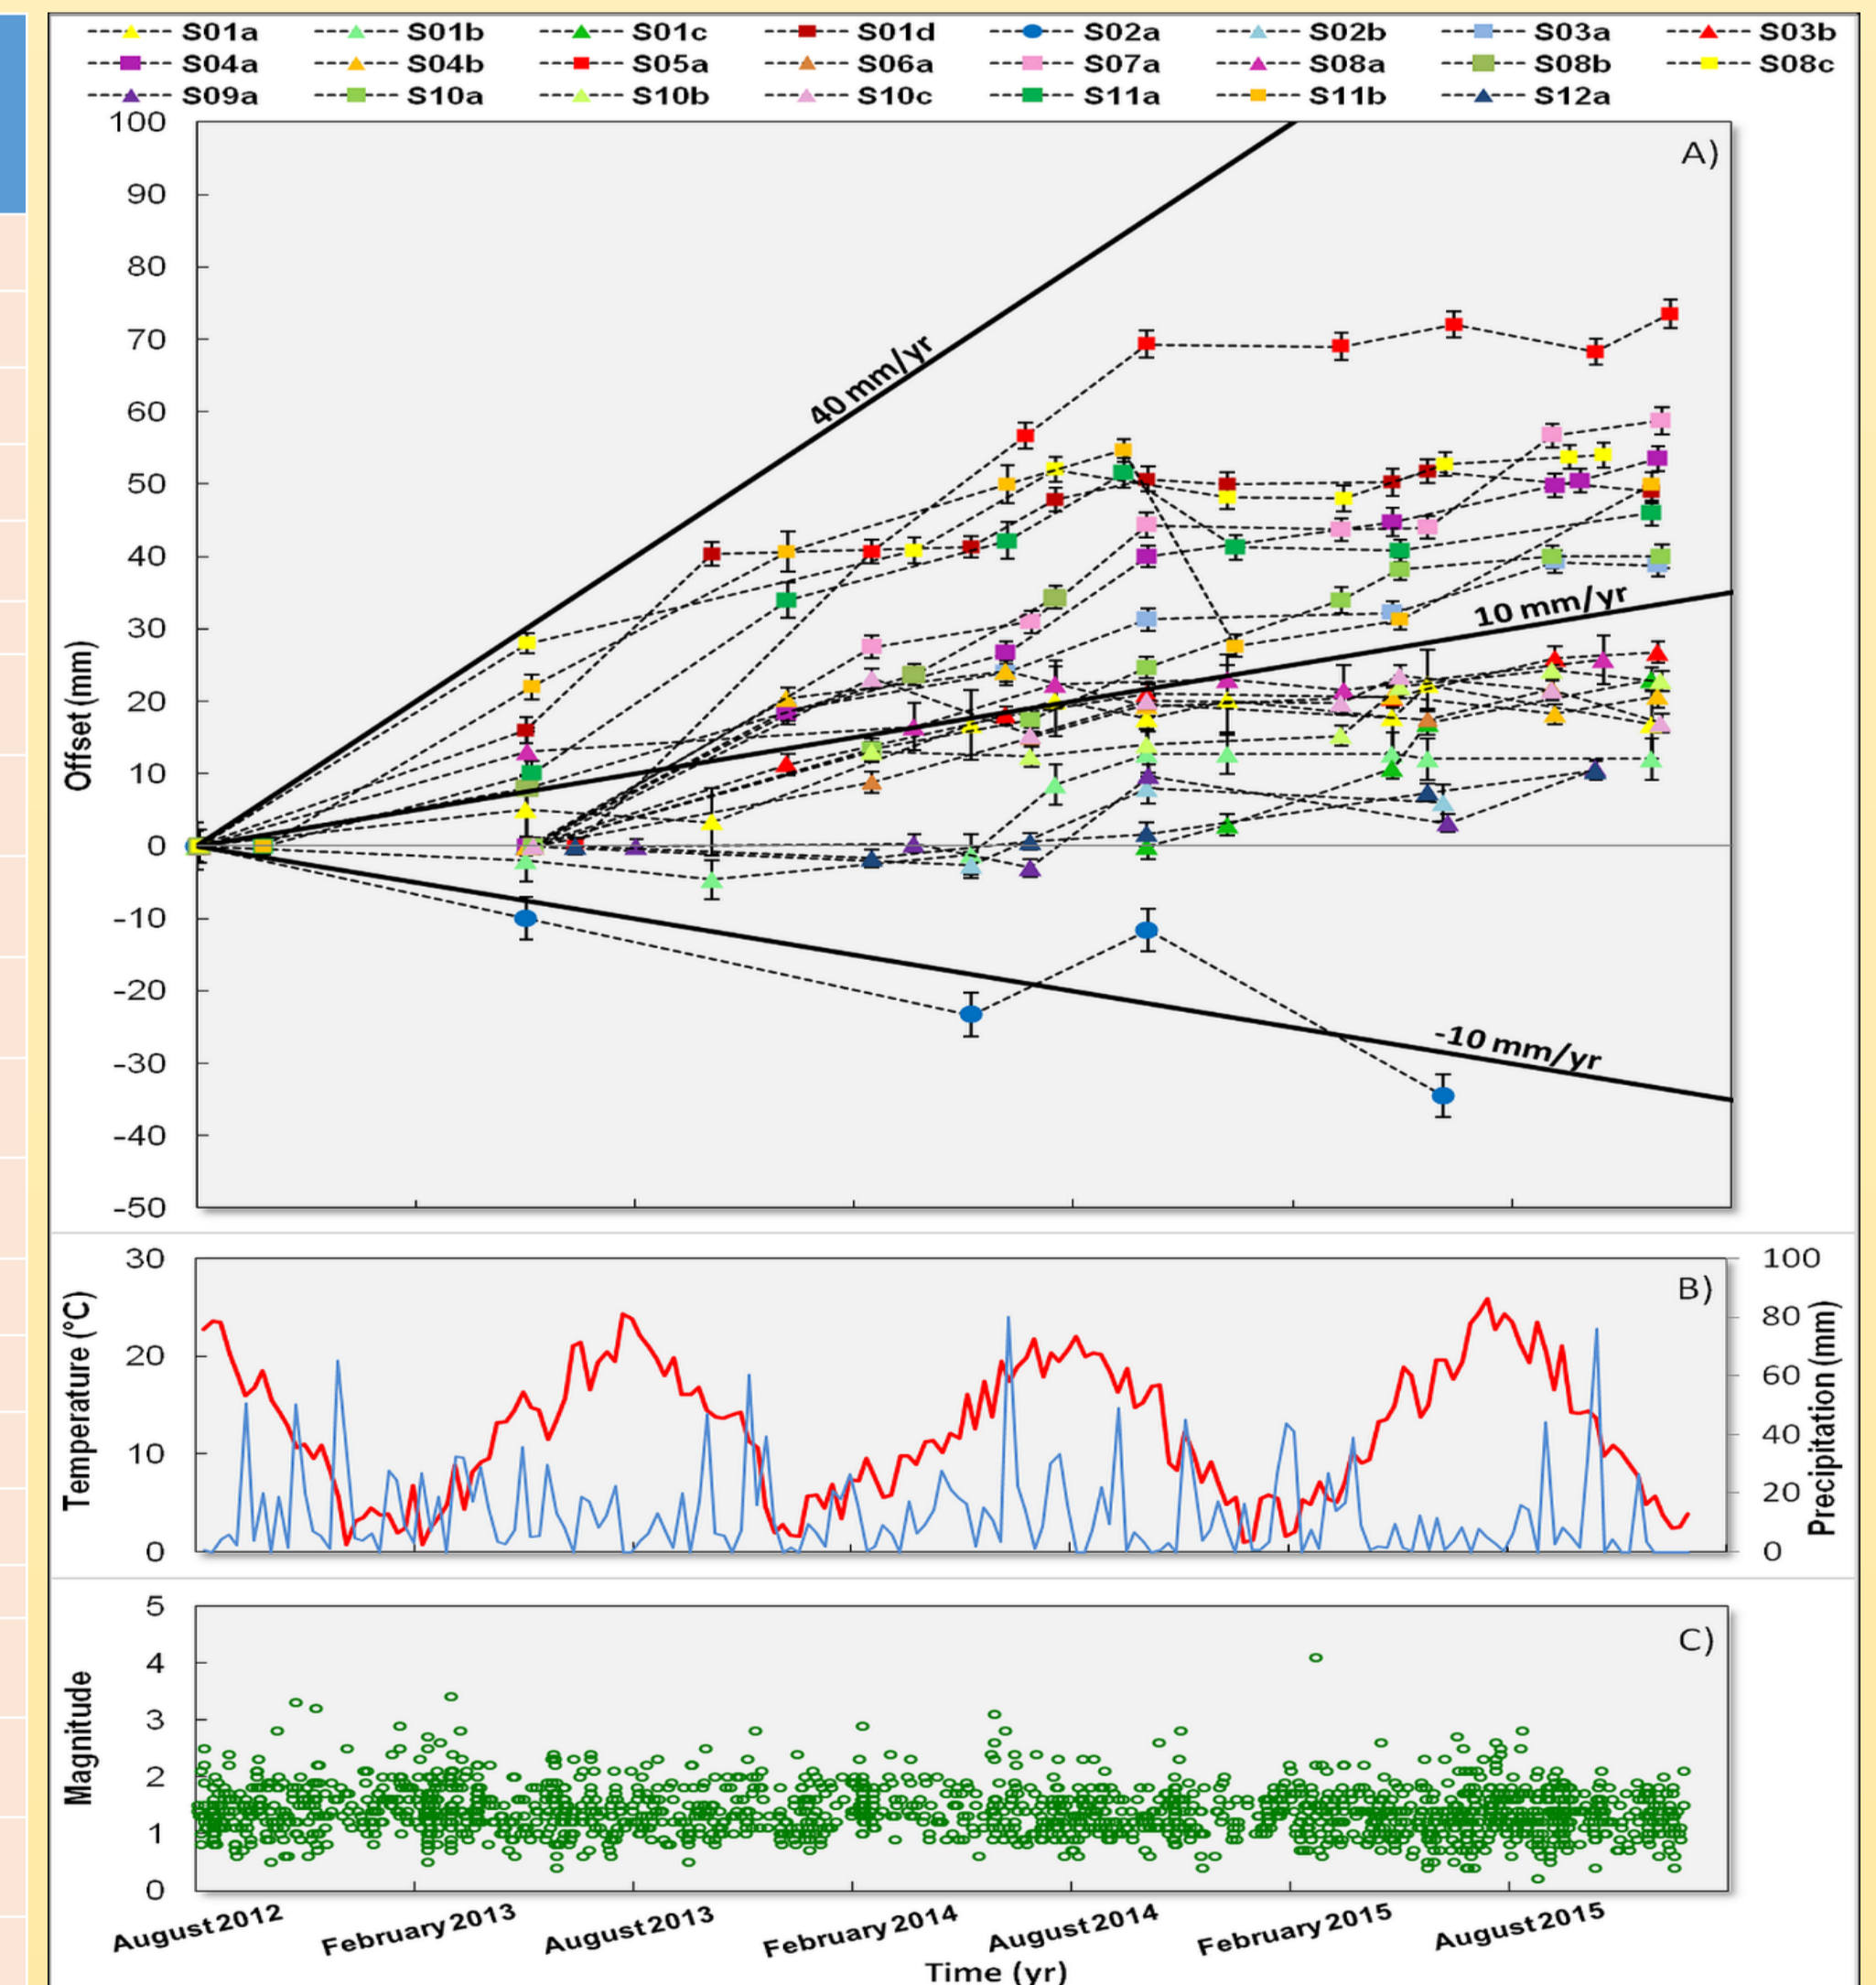 S01a S01b S01c S01d S02a S02b S03a S03b
S04a S04b S05a S06a S07a S08a S08b S08c
S09a S10a S10b S10c S11a S11b S12a
100
90
80
70
60
50
40
30
20
10
0
-10
-20
-30
-40
-50
Offset (mm)
A)
40 mm/yr
10 mm/yr
-10 mm/yr
30
20
10
0
Temperature (°C)
B)
100
80
60
40
20
0
Precipitation (mm)
5
4
3
2
1
0
Magnitude
C)
August 2012
February 2013
August 2013
February 2014
August 2014
February 2015
August 2015
Time (yr)